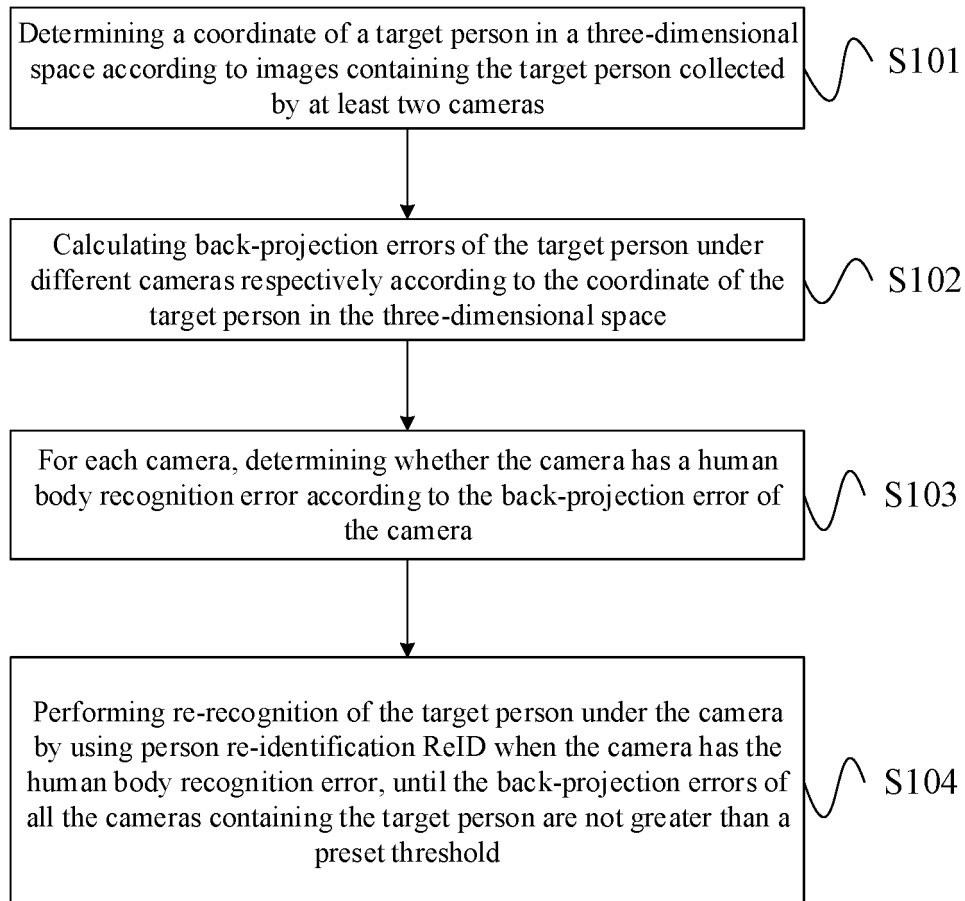 Determining a coordinate of a target person in a three-dimensional
space according to images containing the target person collected
by at least two cameras
S101
Calculating back-projection errors of the target person under
different cameras respectively according to the coordinate of the
target person in the three-dimensional space
S102
For each camera, determining whether the camera has a human
body recognition error according to the back-projection error of
the camera
S103
Performing re-recognition of the target person under the camera
by using person re-identification ReID when the camera has the
human body recognition error, until the back-projection errors of
all the cameras containing the target person are not greater than a
preset threshold
S104